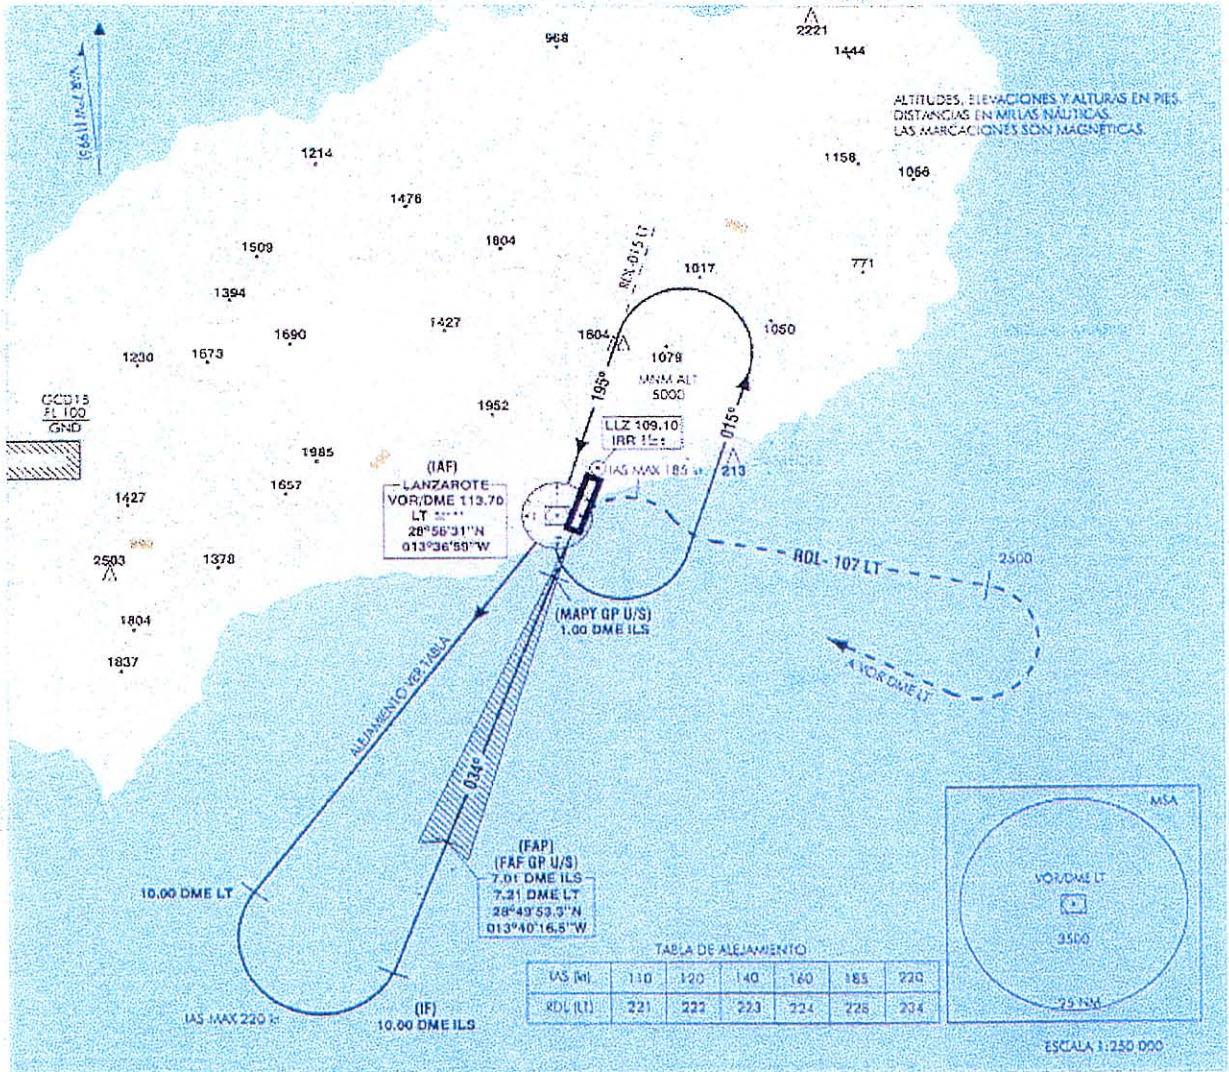 968
2221
1444
VAR 7°W (1995)
ALTITUDES, ELEVACIONES Y ALTURAS EN PIES.
DISTANCIAS EN MILLAS NÁUTICAS.
LAS MARCACIONES SON MAGNÉTICAS.
1214
1158
1056
1476
1509
1804
RDL-015 LT
1017
771
1394
1427
1604
1050
1690
1230
1673
1079
MNM ALT
5000
195°
015°
GCD15
FL 100
GND
1952
LLZ 109.10
IRR
1985
(IAF)
LANZAROTE
VOR/DME 113.70
LT
28°56'31"N
013°36'59"W
IAS MAX 185 kt
213
1657
1427
2503
1378
RDL-107 LT
2500
(MAPT GP U/S)
1.00 DME ILS
1804
1837
ALEJAMIENTO VER TABLA
A VOR DME LT
034°
(FAP)
(FAF GP U/S)
7.01 DME ILS
7.21 DME LT
28°49'53.3"N
013°40'16.5"W
10.00 DME LT
MSA
VOR/DME LT
3500
25 NM
TABLA DE ALEJAMIENTO
IAS (kt) 110 120 140 160 185 220
RDL (LT) 221 222 223 224 228 234
(IF)
10.00 DME ILS
IAS MAX 220 kt
ESCALA 1:250 000